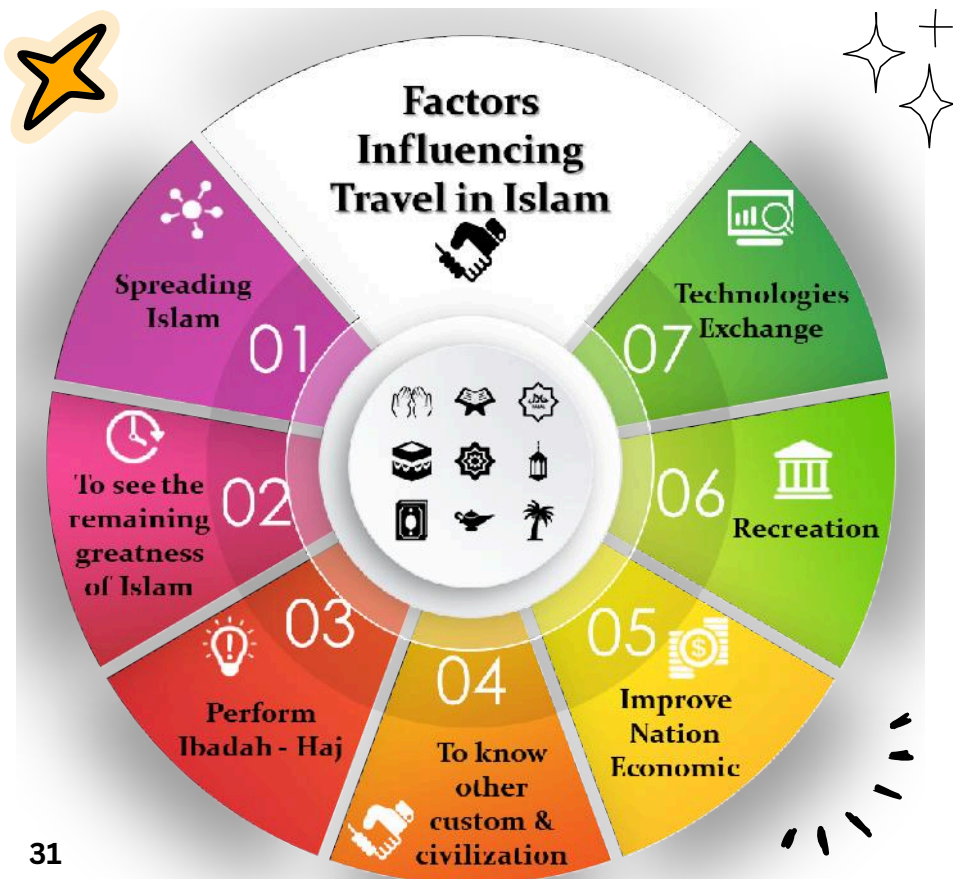 Factors
Influencing
Travel in Islam
Spreading
Islam
01
To see the
remaining
greatness
of Islam
02
03
Perform
Ibadah - Haj
04
To know
other
custom &
civilization
05
Improve
Nation
Economic
06
Recreation
Technologies
Exchange
07
31